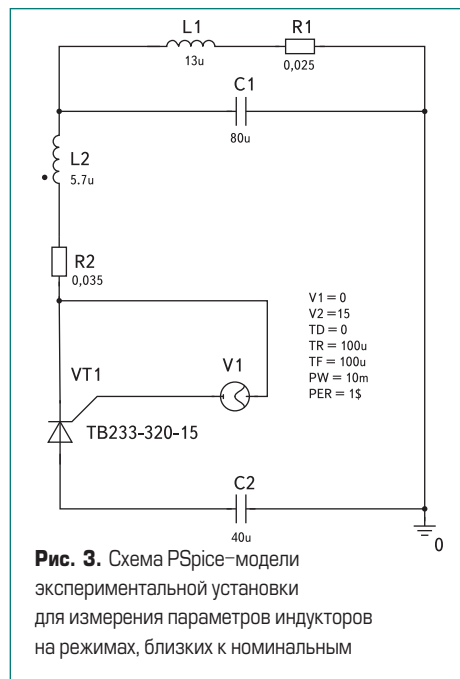 L1
13u
R1
0,025
C1
80u
L2
5.7u
R2
0,035
V1 = 0
V2 = 15
TD = 0
TR = 100u
TF = 100u
PW = 10m
PER = 1$
VT1
V1
TB233-320-15
C2
40u
0
Рис. 3. Схема PSpice–модели
экспериментальной установки
для измерения параметров индукторов
на режимах, близких к номинальным